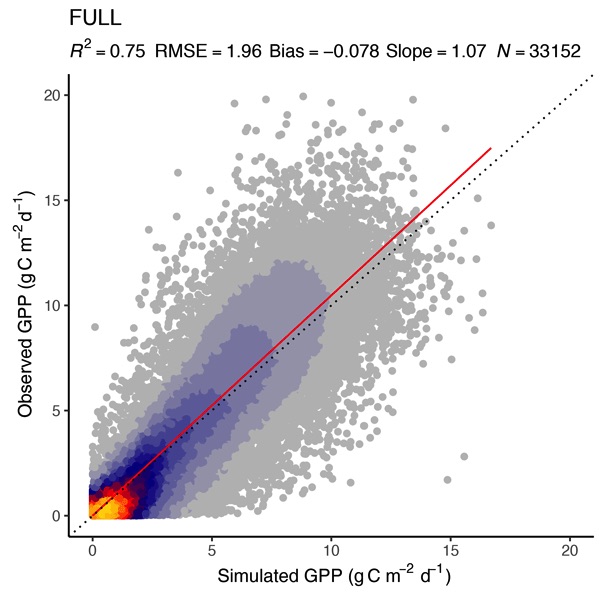 FULL
R² = 0.75 RMSE = 1.96 Bias = −0.078 Slope = 1.07 N = 33152
20
15
10
5
0
Observed GPP (g C m⁻² d⁻¹)
0 5 10 15 20
Simulated GPP (g C m⁻² d⁻¹)